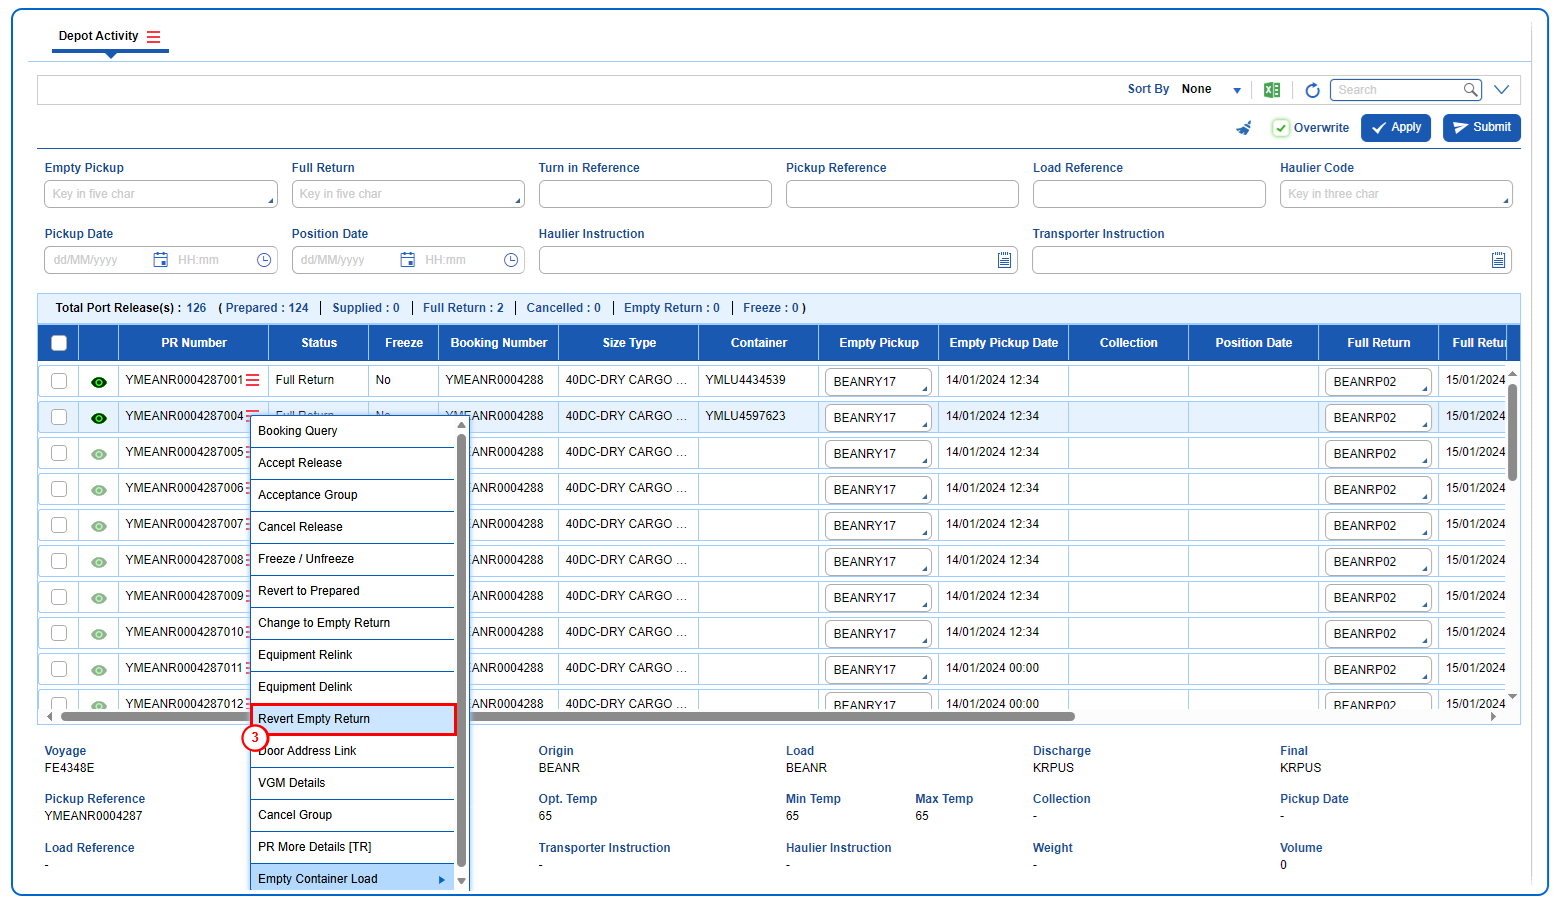 Depot Activity
Sort By None Search
Overwrite Apply Submit
Empty Pickup Full Return Turn in Reference Pickup Reference Load Reference Haulier Code
Key in five char Key in five char Key in three char
Pickup Date Position Date Haulier Instruction Transporter Instruction
dd/MM/yyyy HH:mm dd/MM/yyyy HH:mm
Total Port Release(s) : 126 ( Prepared : 124 | Supplied : 0 | Full Return : 2 | Cancelled : 0 | Empty Return : 0 | Freeze : 0 )
PR Number Status Freeze Booking Number Size Type Container Empty Pickup Empty Pickup Date Collection Position Date Full Return Full Retur
YMEANR0004287001 Full Return No YMEANR0004288 40DC-DRY CARGO ... YMLU4434539 BEANRY17 14/01/2024 12:34 BEANRP02 15/01/2024
YMEANR0004287004 Full Return No YMEANR0004288 40DC-DRY CARGO ... YMLU4597623 BEANRY17 14/01/2024 12:34 BEANRP02 15/01/2024
YMEANR0004287005 ANR0004288 40DC-DRY CARGO ... BEANRY17 14/01/2024 12:34 BEANRP02 15/01/2024
YMEANR0004287006 ANR0004288 40DC-DRY CARGO ... BEANRY17 14/01/2024 12:34 BEANRP02 15/01/2024
YMEANR0004287007 ANR0004288 40DC-DRY CARGO ... BEANRY17 14/01/2024 12:34 BEANRP02 15/01/2024
YMEANR0004287008 ANR0004288 40DC-DRY CARGO ... BEANRY17 14/01/2024 12:34 BEANRP02 15/01/2024
YMEANR0004287009 ANR0004288 40DC-DRY CARGO ... BEANRY17 14/01/2024 12:34 BEANRP02 15/01/2024
YMEANR0004287010 ANR0004288 40DC-DRY CARGO ... BEANRY17 14/01/2024 12:34 BEANRP02 15/01/2024
YMEANR0004287011 ANR0004288 40DC-DRY CARGO ... BEANRY17 14/01/2024 00:00 BEANRP02 15/01/2024
YMEANR0004287012 ANR0004288 40DC-DRY CARGO ... BEANRY17 14/01/2024 00:00 BEANRP02 15/01/2024
Booking Query
Accept Release
Acceptance Group
Cancel Release
Freeze / Unfreeze
Revert to Prepared
Change to Empty Return
Equipment Relink
Equipment Delink
Revert Empty Return
3
Door Address Link
VGM Details
Cancel Group
PR More Details [TR]
Empty Container Load
Voyage Origin Load Discharge Final
FE4348E BEANR BEANR KRPUS KRPUS
Pickup Reference Opt. Temp Min Temp Max Temp Collection Pickup Date
YMEANR0004287 65 65 65 - -
Load Reference Transporter Instruction Haulier Instruction Weight Volume
- - - - 0